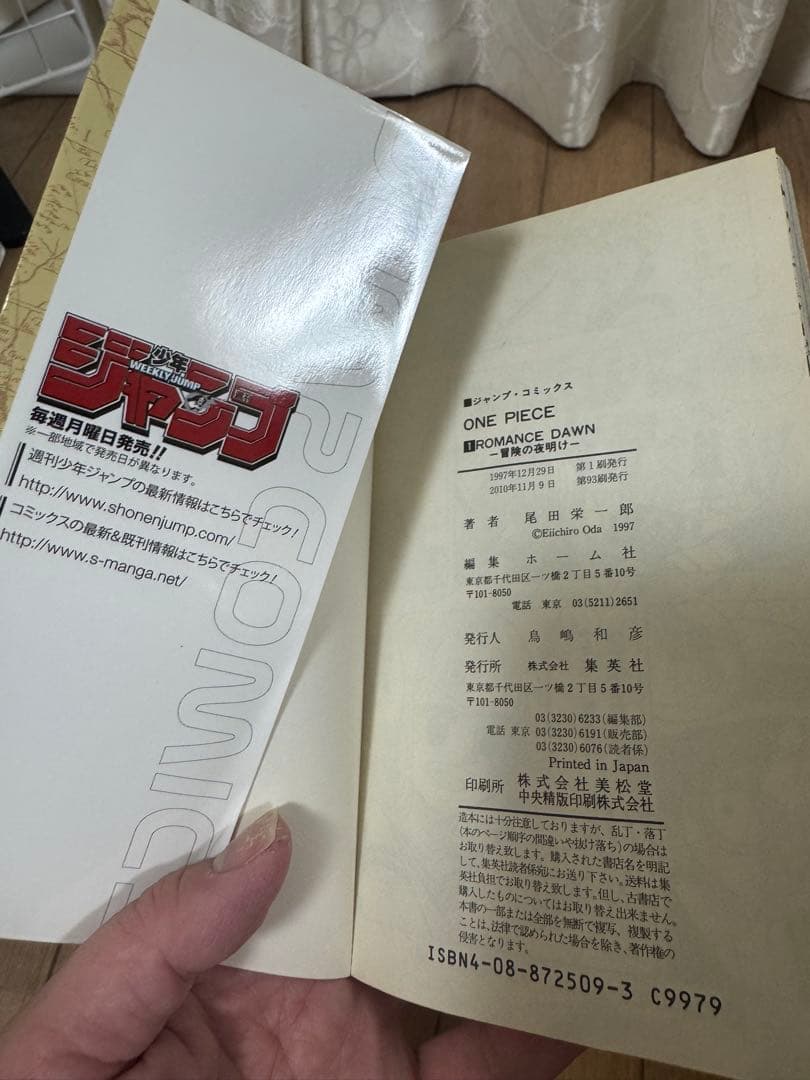 少年
WEEKLY JUMP
ジャンプ
毎週月曜日発売!!
※一部地域で発売日が異なります。
週刊少年ジャンプの最新情報はこちらでチェック!
http://www.shonenjump.com/
コミックスの最新&既刊情報はこちらでチェック!
http://www.s-manga.net/
COMICS
■ジャンプ・コミックス
ONE PIECE
1 ROMANCE DAWN
―冒険の夜明け―
1997年12月29日 第1刷発行
2010年11月9日 第93刷発行
著者 尾田栄一郎
©Eiichiro Oda 1997
編集 ホーム社
東京都千代田区一ツ橋2丁目5番10号
〒101-8050
電話 東京 03(5211)2651
発行人 鳥嶋和彦
発行所 株式会社 集英社
東京都千代田区一ツ橋2丁目5番10号
〒101-8050
03(3230)6233(編集部)
電話 東京 03(3230)6191(販売部)
03(3230)6076(読者係)
Printed in Japan
印刷所 株式会社美松堂
中央精版印刷株式会社
造本には十分注意しておりますが、乱丁・落丁
(本のページ順序の間違いや抜け落ち)の場合は
お取り替え致します。購入された書店名を明記
して、集英社読者係宛にお送り下さい。送料は集
英社負担でお取り替え致します。但し、古書店で
購入したものについてはお取り替え出来ません。
本書の一部または全部を無断で複写、複製する
ことは、法律で認められた場合を除き、著作権の
侵害となります。
ISBN4-08-872509-3 C9979